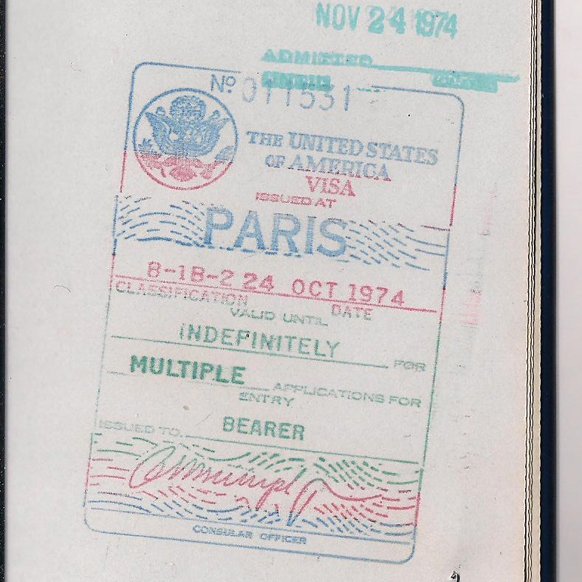 NOV 24 1974
ADMITTED
Nº 011531
THE UNITED STATES
OF AMERICA
VISA
ISSUED AT
PARIS
B-1B-2 24 OCT 1974
CLASSIFICATION DATE
VALID UNTIL
INDEFINITELY FOR
MULTIPLE APPLICATIONS FOR
ENTRY
ISSUED TO BEARER
CONSULAR OFFICER